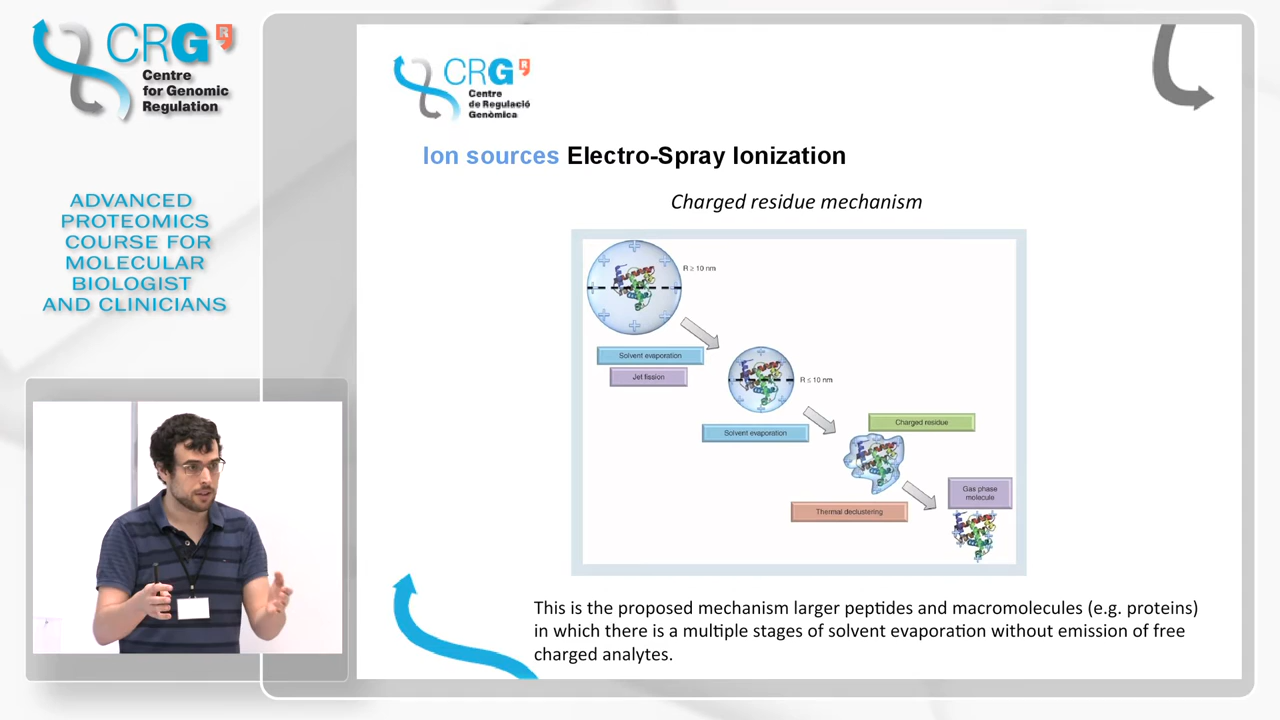 CRG R
Centre
for Genomic
Regulation
ADVANCED
PROTEOMICS
COURSE FOR
MOLECULAR
BIOLOGIST
AND CLINICIANS
CRG
Centre
de Regulació
Genòmica
Ion sources Electro-Spray Ionization
Charged residue mechanism
R ≥ 10 nm
Solvent evaporation
Jet fission
R ≤ 10 nm
Solvent evaporation
Charged residue
Thermal declustering
Gas phase
molecule
This is the proposed mechanism larger peptides and macromolecules (e.g. proteins)
in which there is a multiple stages of solvent evaporation without emission of free
charged analytes.